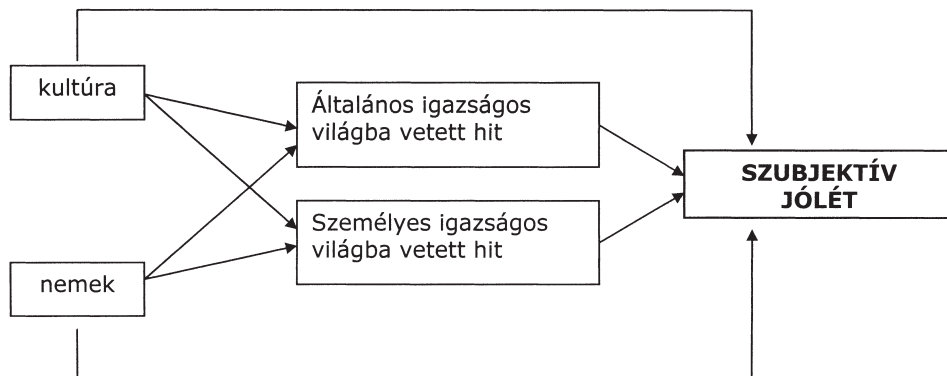 kultúra
Általános igazságos
világba vetett hit
SZUBJEKTÍV
JÓLÉT
Személyes igazságos
világba vetett hit
nemek